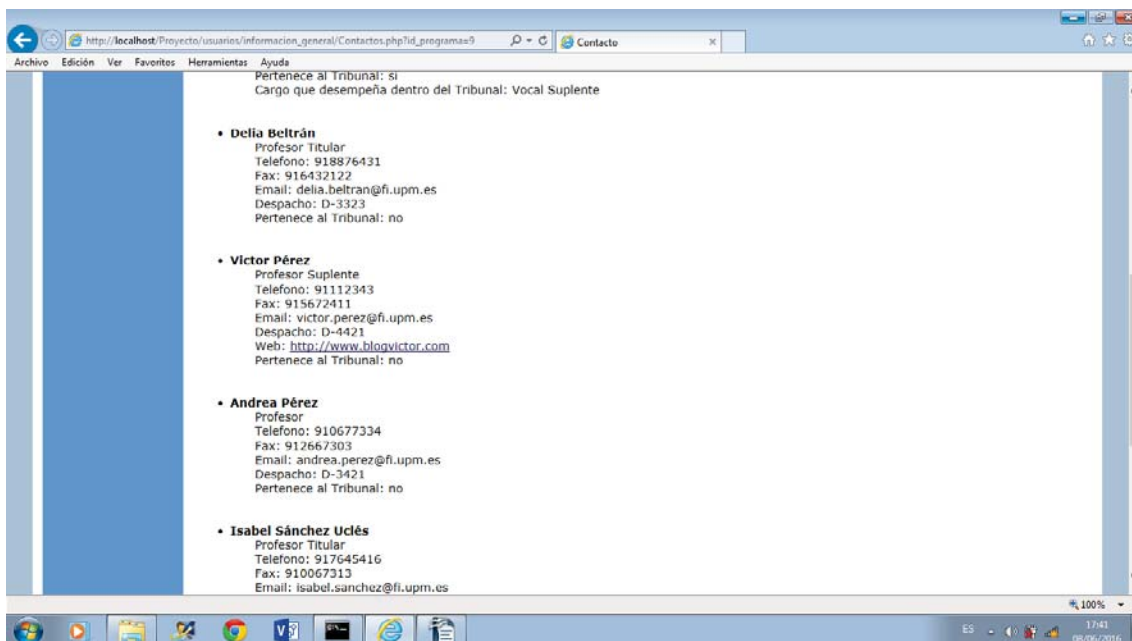 http://localhost/Proyecto/usuarios/informacion_general/Contactos.php?id_programa=9
Contacto
Archivo Edición Ver Favoritos Herramientas Ayuda
Pertenece al Tribunal: si
Cargo que desempeña dentro del Tribunal: Vocal Suplente
• Delia Beltrán
Profesor Titular
Telefono: 918876431
Fax: 916432122
Email: delia.beltran@fi.upm.es
Despacho: D-3323
Pertenece al Tribunal: no
• Victor Pérez
Profesor Suplente
Telefono: 91112343
Fax: 915672411
Email: victor.perez@fi.upm.es
Despacho: D-4421
Web: http://www.blogvictor.com
Pertenece al Tribunal: no
• Andrea Pérez
Profesor
Telefono: 910677334
Fax: 912667303
Email: andrea.perez@fi.upm.es
Despacho: D-3421
Pertenece al Tribunal: no
• Isabel Sánchez Uclés
Profesor Titular
Telefono: 917645416
Fax: 910067313
Email: isabel.sanchez@fi.upm.es
100%
ES
17:41
08/06/2016